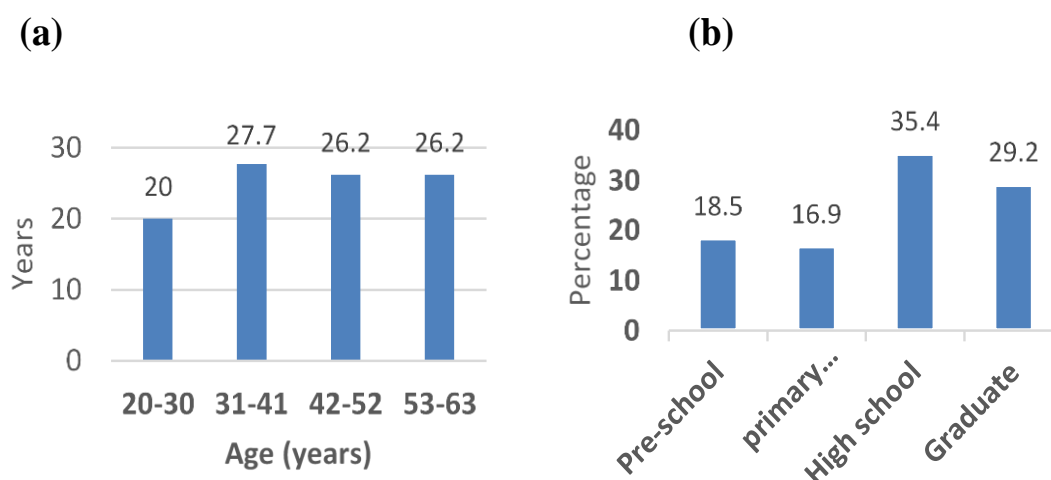 (a)
Years
30
20
10
0
20
27.7
26.2
26.2
20-30 31-41 42-52 53-63
Age (years)
(b)
Percentage
40
30
20
10
0
18.5
16.9
35.4
29.2
Pre-school
primary...
High school
Graduate